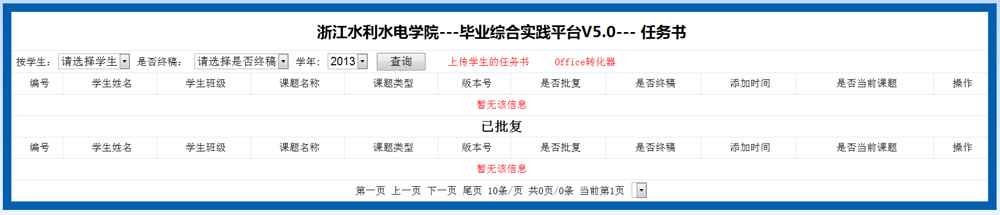 浙江水利水电学院---毕业综合实践平台V5.0--- 任务书
按学生： 请选择学生 是否终稿： 请选择是否终稿 学年： 2013 查询 上传学生的任务书 Office转化器
编号 学生姓名 学生班级 课题名称 课题类型 版本号 是否批复 是否终稿 添加时间 是否当前课题 操作
暂无该信息
已批复
编号 学生姓名 学生班级 课题名称 课题类型 版本号 是否批复 是否终稿 添加时间 是否当前课题 操作
暂无该信息
第一页 上一页 下一页 尾页 10条/页 共0页/0条 当前第1页